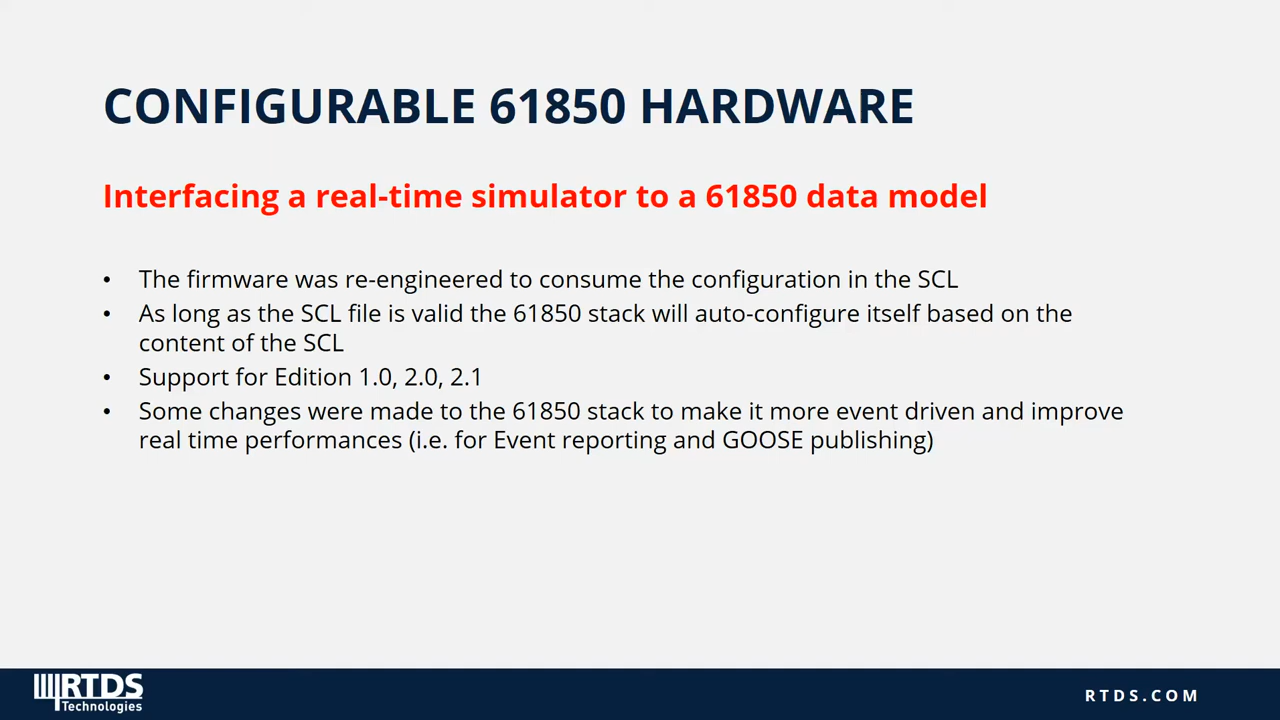 CONFIGURABLE 61850 HARDWARE
Interfacing a real-time simulator to a 61850 data model
• The firmware was re-engineered to consume the configuration in the SCL
• As long as the SCL file is valid the 61850 stack will auto-configure itself based on the
content of the SCL
• Support for Edition 1.0, 2.0, 2.1
• Some changes were made to the 61850 stack to make it more event driven and improve
real time performances (i.e. for Event reporting and GOOSE publishing)
RTDS
Technologies
RTDS.COM